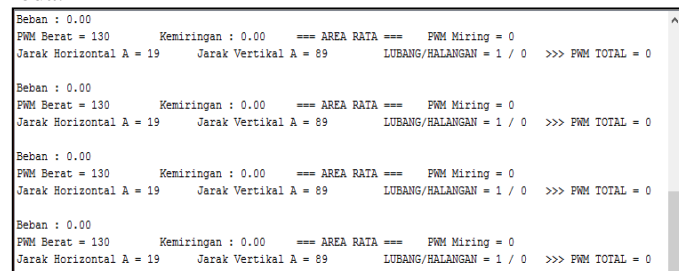 Beban : 0.00
PWM Berat = 130 Kemiringan : 0.00 === AREA RATA === PWM Miring = 0
Jarak Horizontal A = 19 Jarak Vertikal A = 89 LUBANG/HALANGAN = 1 / 0 >>> PWM TOTAL = 0
Beban : 0.00
PWM Berat = 130 Kemiringan : 0.00 === AREA RATA === PWM Miring = 0
Jarak Horizontal A = 19 Jarak Vertikal A = 89 LUBANG/HALANGAN = 1 / 0 >>> PWM TOTAL = 0
Beban : 0.00
PWM Berat = 130 Kemiringan : 0.00 === AREA RATA === PWM Miring = 0
Jarak Horizontal A = 19 Jarak Vertikal A = 89 LUBANG/HALANGAN = 1 / 0 >>> PWM TOTAL = 0
Beban : 0.00
PWM Berat = 130 Kemiringan : 0.00 === AREA RATA === PWM Miring = 0
Jarak Horizontal A = 19 Jarak Vertikal A = 89 LUBANG/HALANGAN = 1 / 0 >>> PWM TOTAL = 0